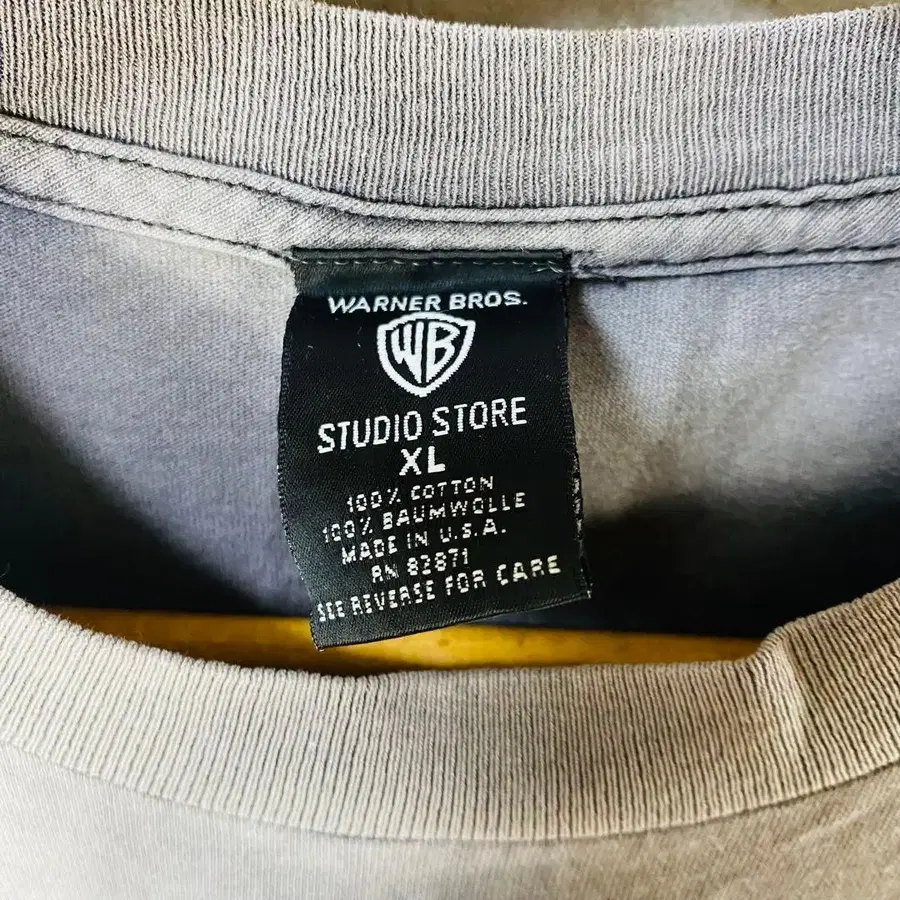 WARNER BROS.
WB
STUDIO STORE
XL
100% COTTON
100% BAUMWOLLE
MADE IN U.S.A.
RN 82871
SEE REVERSE FOR CARE